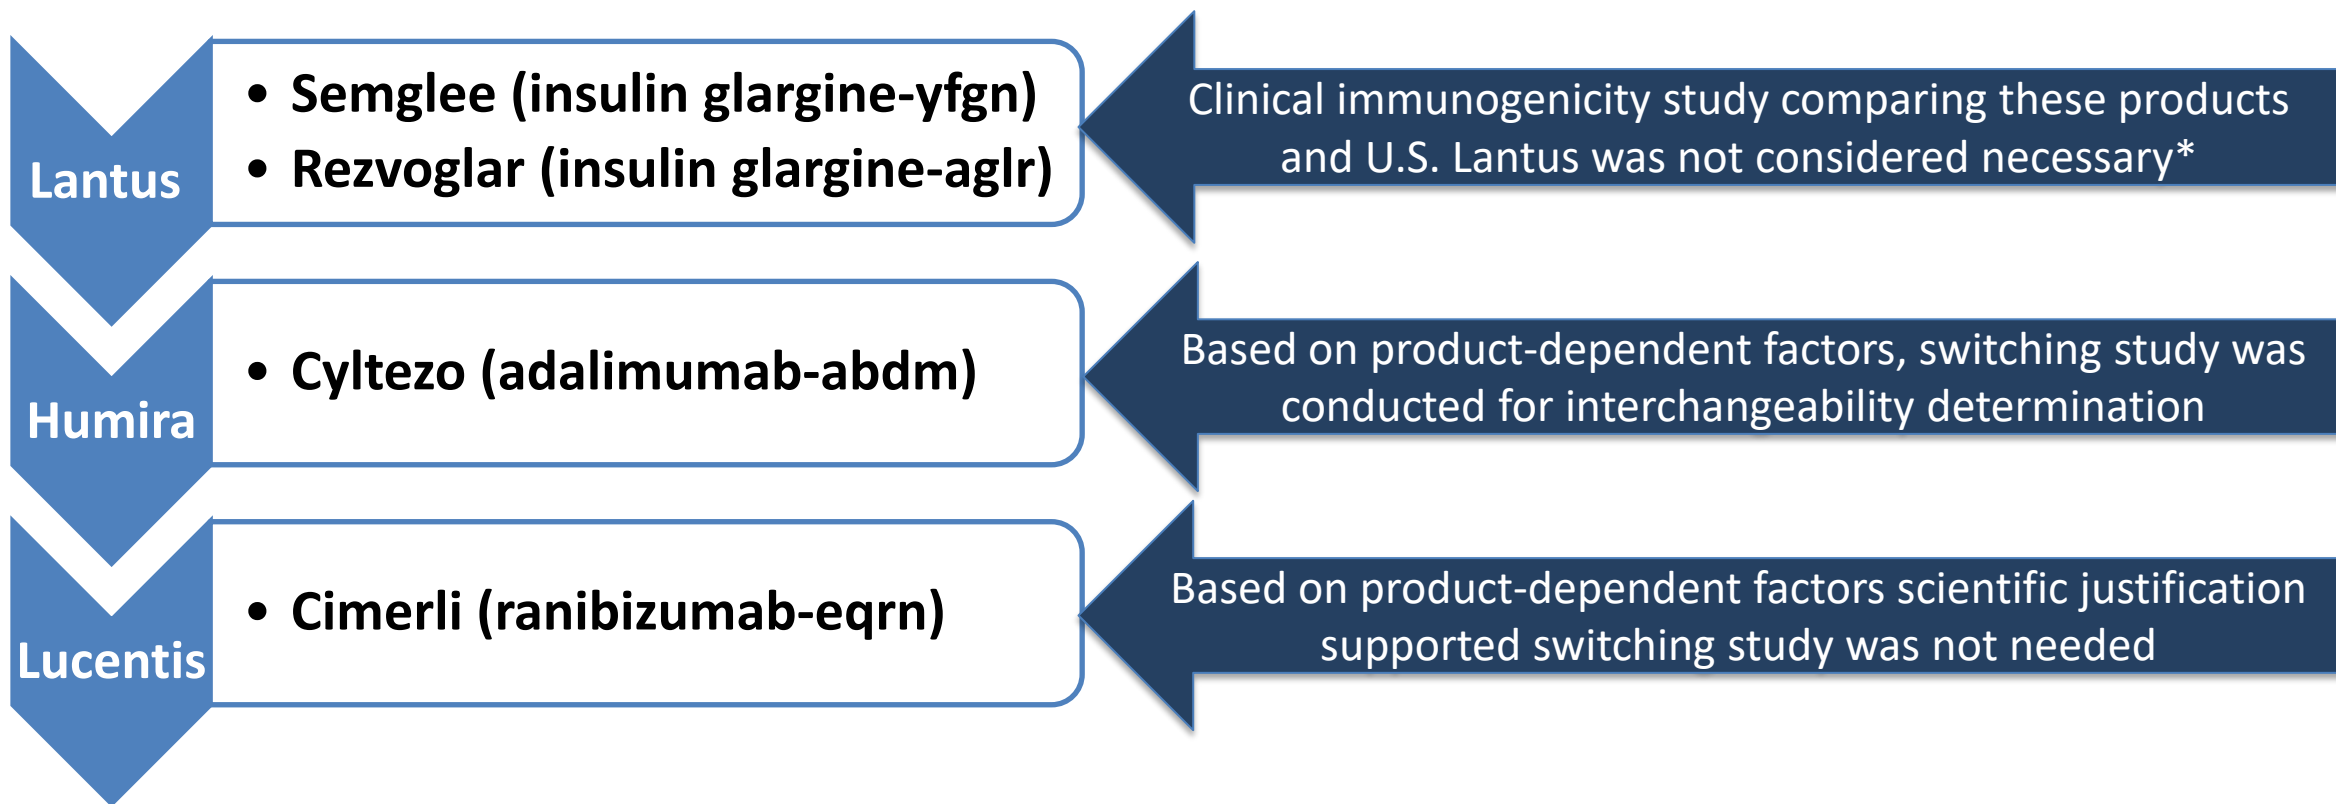 Lantus
• Semglee (insulin glargine-yfgn)
• Rezvoglar (insulin glargine-aglr)
Clinical immunogenicity study comparing these products
and U.S. Lantus was not considered necessary*
Humira
• Cyltezo (adalimumab-abdm)
Based on product-dependent factors, switching study was
conducted for interchangeability determination
Lucentis
• Cimerli (ranibizumab-eqrn)
Based on product-dependent factors scientific justification
supported switching study was not needed